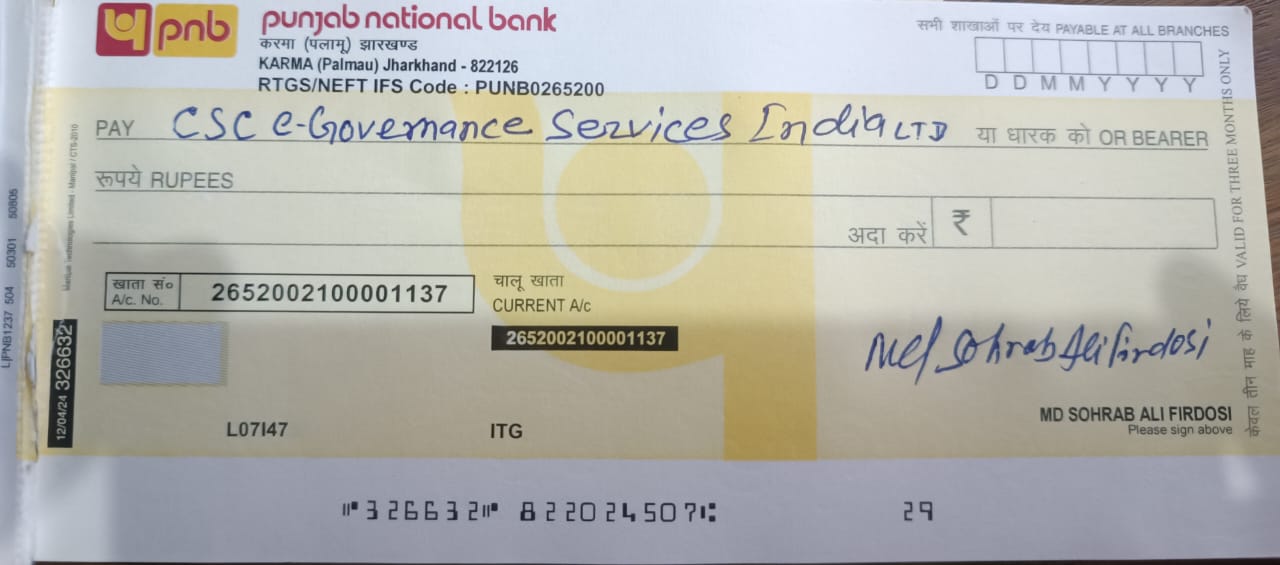 pnb punjab national bank
करमा (पलामू) झारखण्ड
KARMA (Palmau) Jharkhand - 822126
RTGS/NEFT IFS Code : PUNB0265200
सभी शाखाओं पर देय PAYABLE AT ALL BRANCHES
D D M M Y Y Y Y
PAY CSC e-Governance Services India LTD या धारक को OR BEARER
रूपये RUPEES
अदा करें ₹
खाता सं० A/c. No. 2652002100001137
चालू खाता
CURRENT A/c
2652002100001137
Md Sohrab Ali firdosi
MD SOHRAB ALI FIRDOSI
Please sign above
L07I47 ITG
326632 822024507 29
12/04/24 326632
केवल तीन माह के लिये वैध VALID FOR THREE MONTHS ONLY
50301 50805